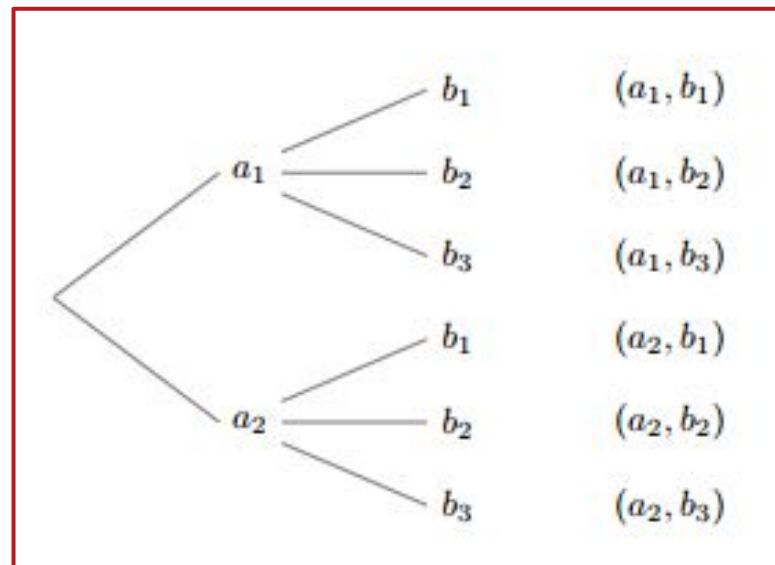 b₁ (a₁, b₁)
a₁ b₂ (a₁, b₂)
b₃ (a₁, b₃)
b₁ (a₂, b₁)
a₂ b₂ (a₂, b₂)
b₃ (a₂, b₃)